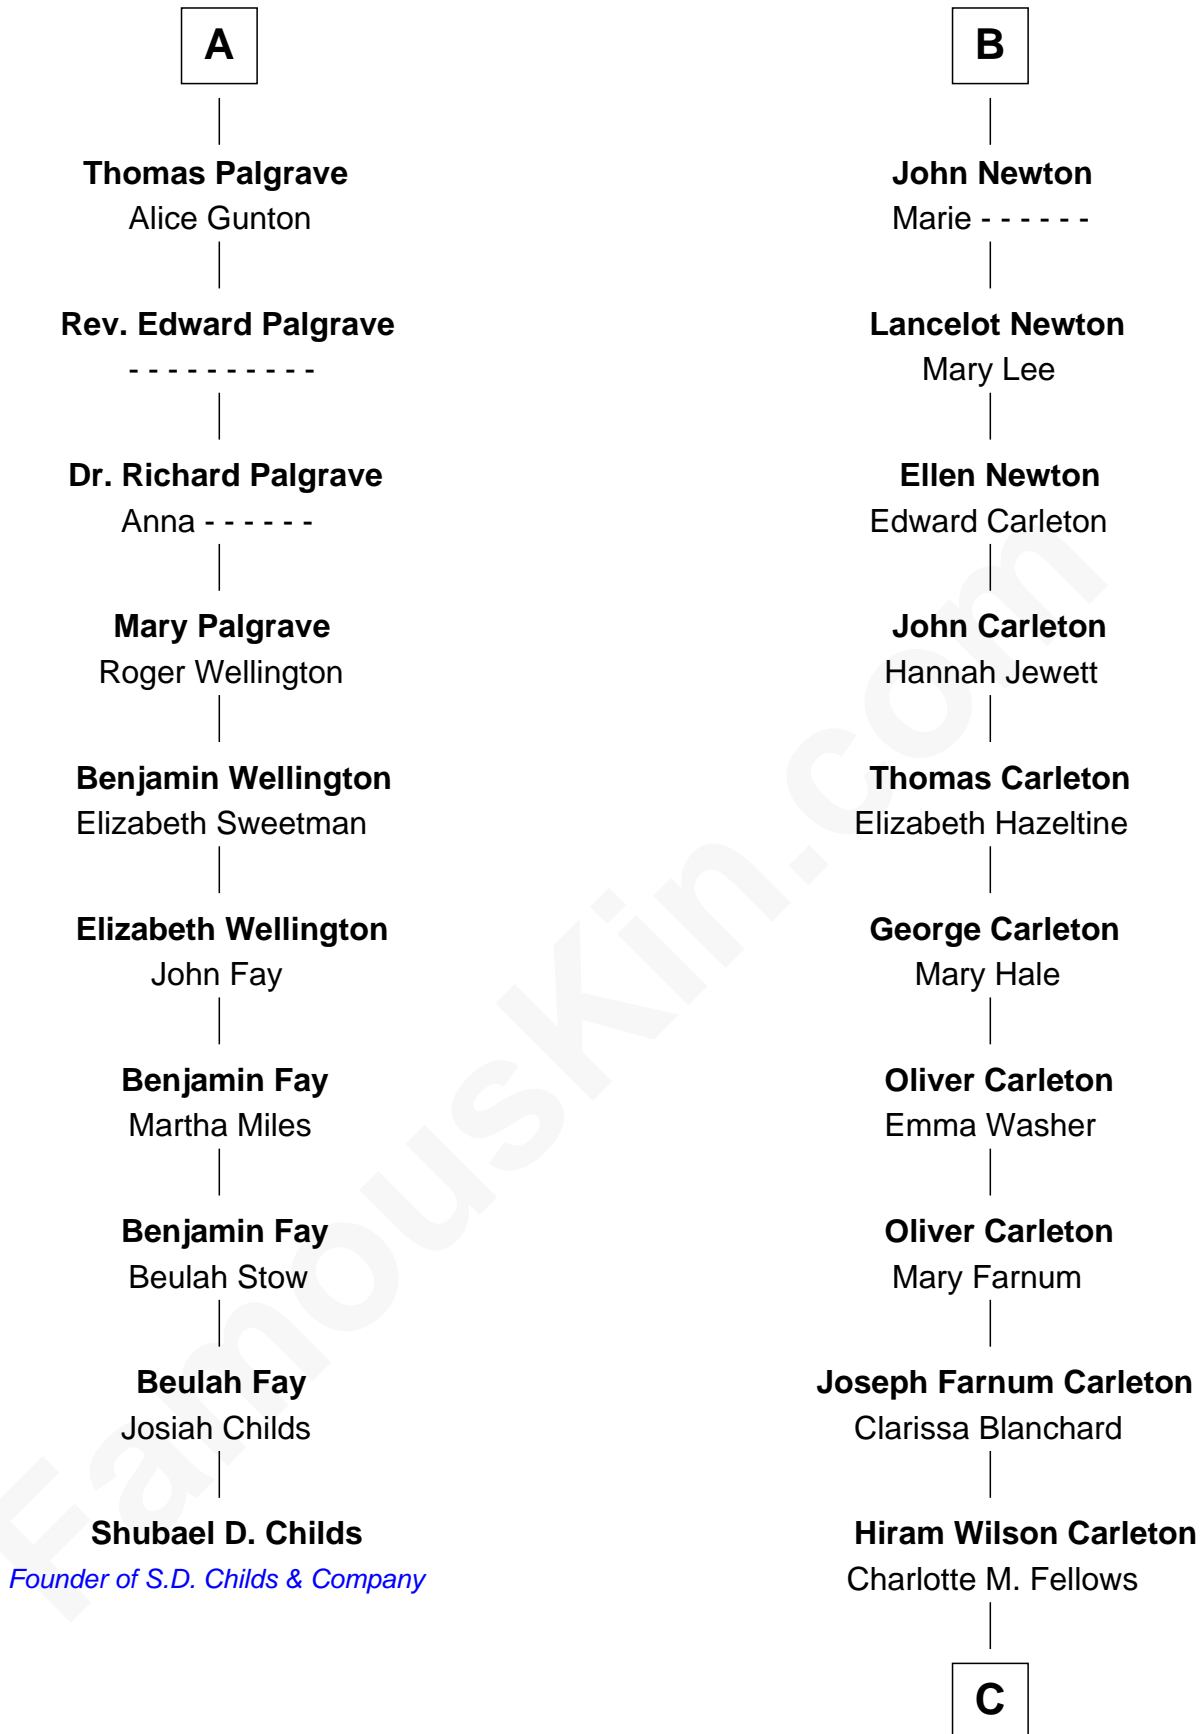 A
Thomas Palgrave
Alice Gunton
Rev. Edward Palgrave
- - - - - - - - - -
Dr. Richard Palgrave
Anna - - - - - -
Mary Palgrave
Roger Wellington
Benjamin Wellington
Elizabeth Sweetman
Elizabeth Wellington
John Fay
Benjamin Fay
Martha Miles
Benjamin Fay
Beulah Stow
Beulah Fay
Josiah Childs
Shubael D. Childs
Founder of S.D. Childs & Company
B
John Newton
Marie - - - - - -
Lancelot Newton
Mary Lee
Ellen Newton
Edward Carleton
John Carleton
Hannah Jewett
Thomas Carleton
Elizabeth Hazeltine
George Carleton
Mary Hale
Oliver Carleton
Emma Washer
Oliver Carleton
Mary Farnum
Joseph Farnum Carleton
Clarissa Blanchard
Hiram Wilson Carleton
Charlotte M. Fellows
C
FamousKin.com